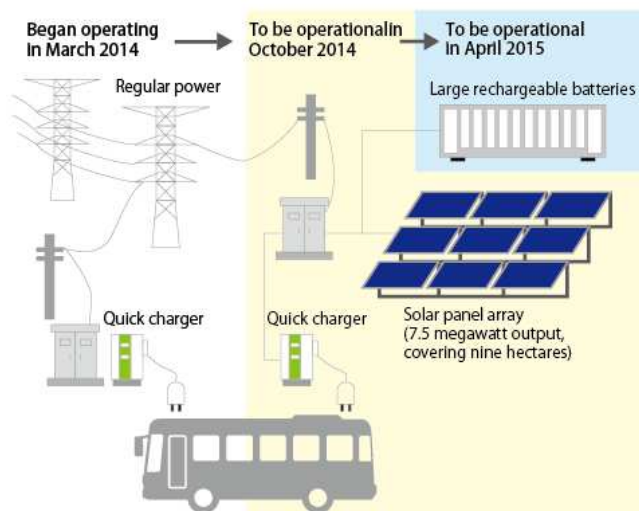 Began operating
in March 2014
To be operationalin
October 2014
To be operational
in April 2015
Regular power
Large rechargeable batteries
Quick charger
Quick charger
Solar panel array
(7.5 megawatt output,
covering nine hectares)